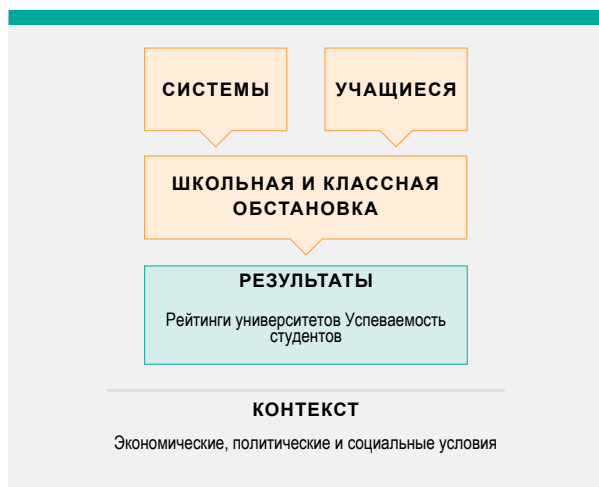 СИСТЕМЫ
УЧАЩИЕСЯ
ШКОЛЬНАЯ И КЛАССНАЯ
ОБСТАНОВКА
РЕЗУЛЬТАТЫ
Рейтинги университетов Успеваемость
студентов
КОНТЕКСТ
Экономические, политические и социальные условия